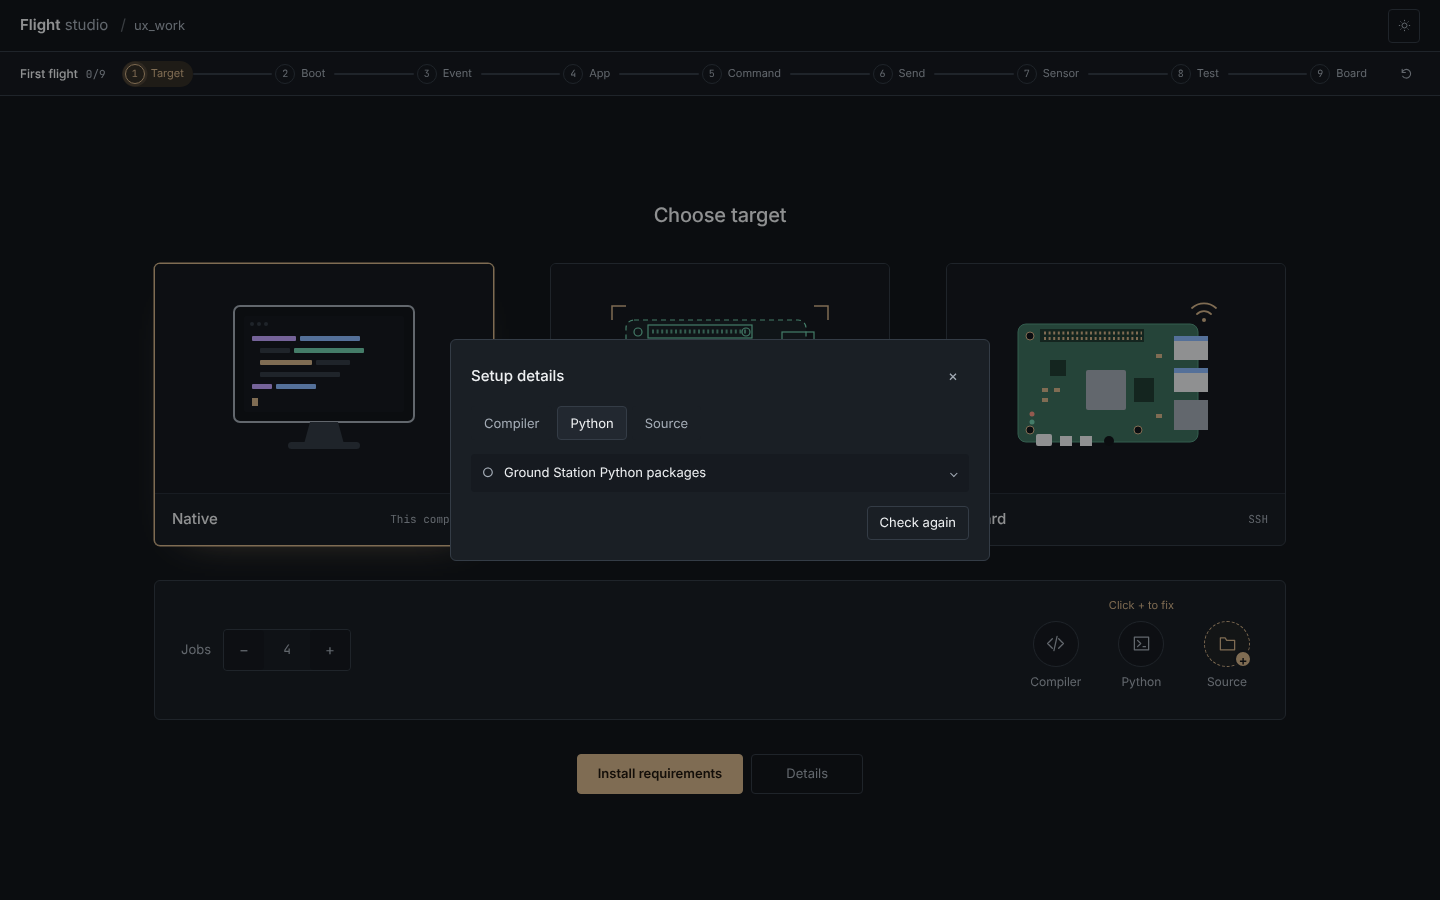 Flight studio / ux_work
First flight 0/9 1 Target 2 Boot 3 Event 4 App 5 Command 6 Send 7 Sensor 8 Test 9 Board
Choose target
Setup details ×
Compiler Python Source
Ground Station Python packages
Check again
Native This comp
rd SSH
Click + to fix
Jobs − 4 +
Compiler Python Source
Install requirements Details